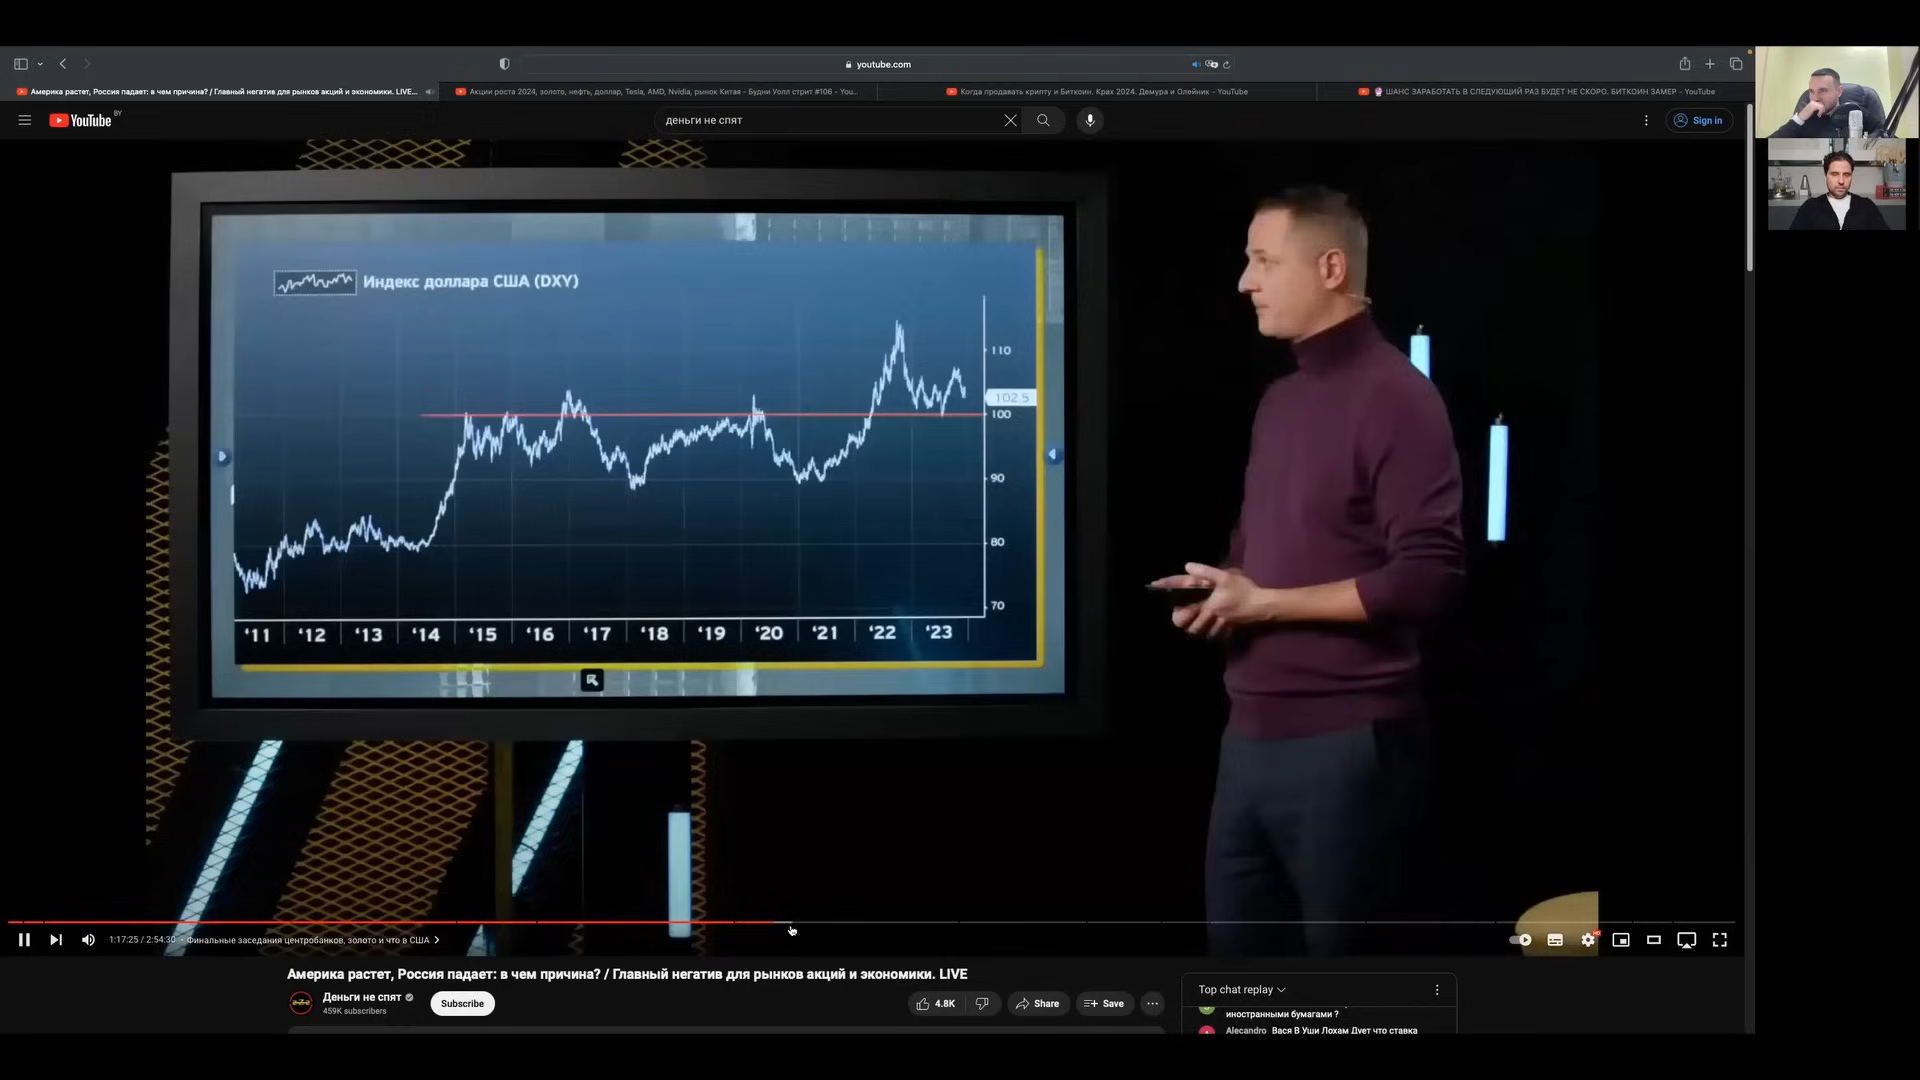 youtube.com
Америка растет, Россия падает: в чем причина? / Главный негатив для рынков акций и экономики. LIVE...
Акции роста 2024, золото, нефть, доллар, Tesla, AMD, Nvidia, рынок Китая - Будни Уолл стрит #106 - You...
Когда продавать крипту и Биткоин. Крах 2024. Демура и Олейник - YouTube
ШАНС ЗАРАБОТАТЬ В СЛЕДУЮЩИЙ РАЗ БУДЕТ НЕ СКОРО. БИТКОИН ЗАМЕР - YouTube
YouTube BY
деньги не спят
Sign in
Индекс доллара США (DXY)
110
102.5
100
90
80
70
'11 '12 '13 '14 '15 '16 '17 '18 '19 '20 '21 '22 '23
1:17:25 / 2:54:30 • Финальные заседания центробанков, золото и что в США
HD
Америка растет, Россия падает: в чем причина? / Главный негатив для рынков акций и экономики. LIVE
Деньги не спят
459K subscribers
Subscribe
4.8K
Share
Save
Top chat replay
иностранными бумагами ?
Alecandro Вася В Уши Лохам Дует что ставка